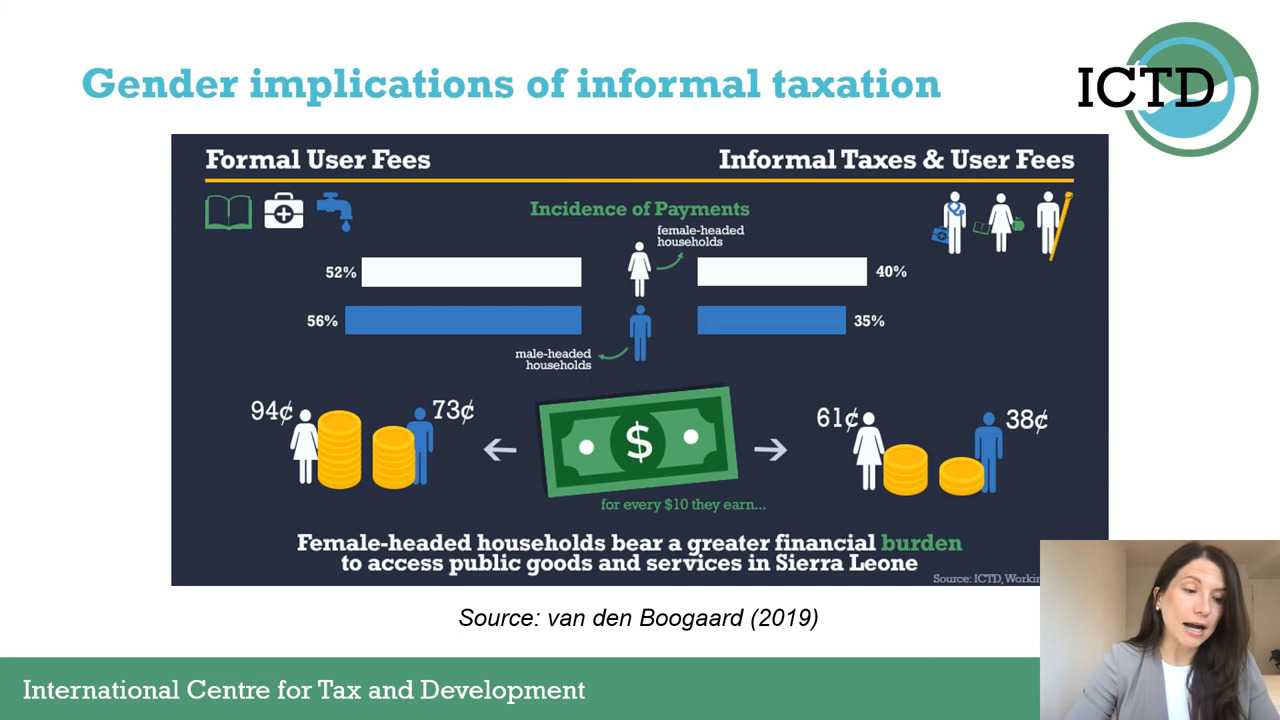 Gender implications of informal taxation
ICTD
Formal User Fees
Informal Taxes & User Fees
Incidence of Payments
female-headed
households
52%
40%
56%
35%
male-headed
households
94¢
73¢
$
61¢
38¢
for every $10 they earn...
Female-headed households bear a greater financial burden
to access public goods and services in Sierra Leone
Source: ICTD,
Source: van den Boogaard (2019)
International Centre for Tax and Development